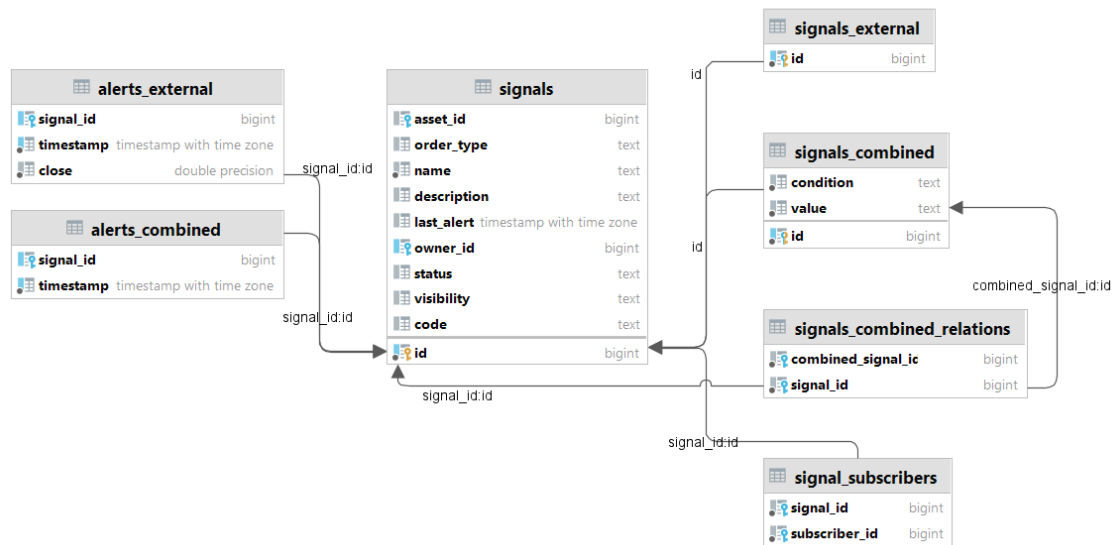 signals_external
id bigint
id
alerts_external
signal_id bigint
timestamp timestamp with time zone
close double precision
signal_id:id
signals
asset_id bigint
order_type text
name text
description text
last_alert timestamp with time zone
owner_id bigint
status text
visibility text
code text
id bigint
signals_combined
condition text
value text
id bigint
id
alerts_combined
signal_id bigint
timestamp timestamp with time zone
signal_id:id
combined_signal_id:id
signals_combined_relations
combined_signal_id bigint
signal_id bigint
signal_id:id
signal_id:id
signal_subscribers
signal_id bigint
subscriber_id bigint